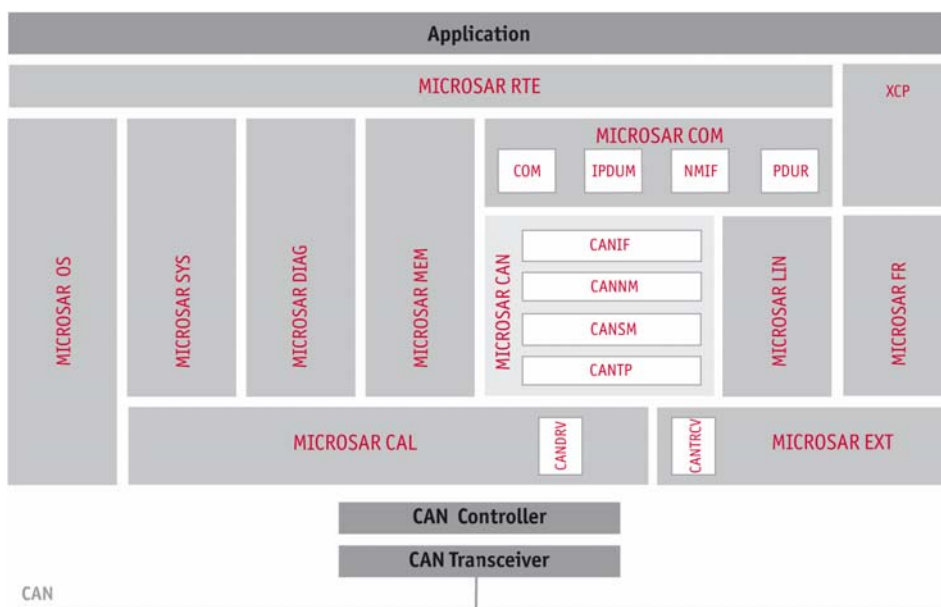 Application
MICROSAR RTE
XCP
MICROSAR OS
MICROSAR SYS
MICROSAR DIAG
MICROSAR MEM
MICROSAR COM
COM
IPDUM
NMIF
PDUR
MICROSAR CAN
CANIF
CANNM
CANSM
CANTP
MICROSAR LIN
MICROSAR FR
MICROSAR CAL
CANDRV
CANTRCV
MICROSAR EXT
CAN Controller
CAN Transceiver
CAN